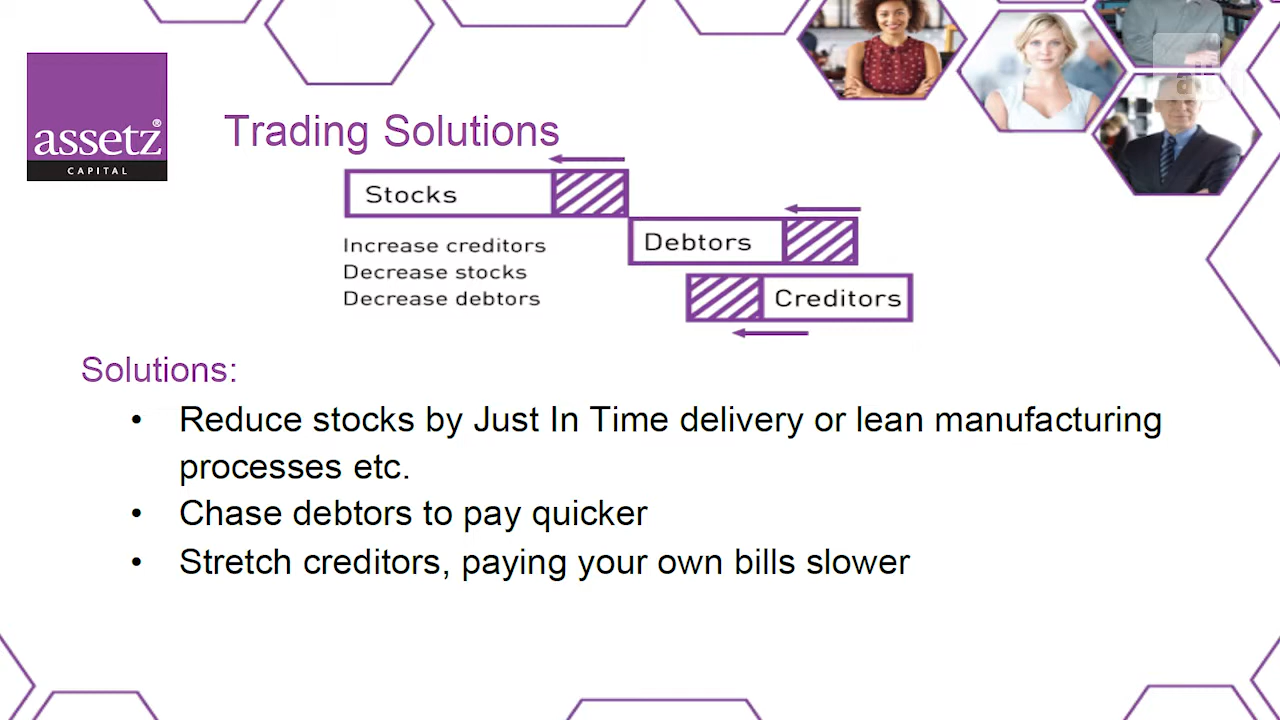 assetz®
CAPITAL
Trading Solutions
Stocks
Debtors
Creditors
Increase creditors
Decrease stocks
Decrease debtors
Solutions:
• Reduce stocks by Just In Time delivery or lean manufacturing
processes etc.
• Chase debtors to pay quicker
• Stretch creditors, paying your own bills slower